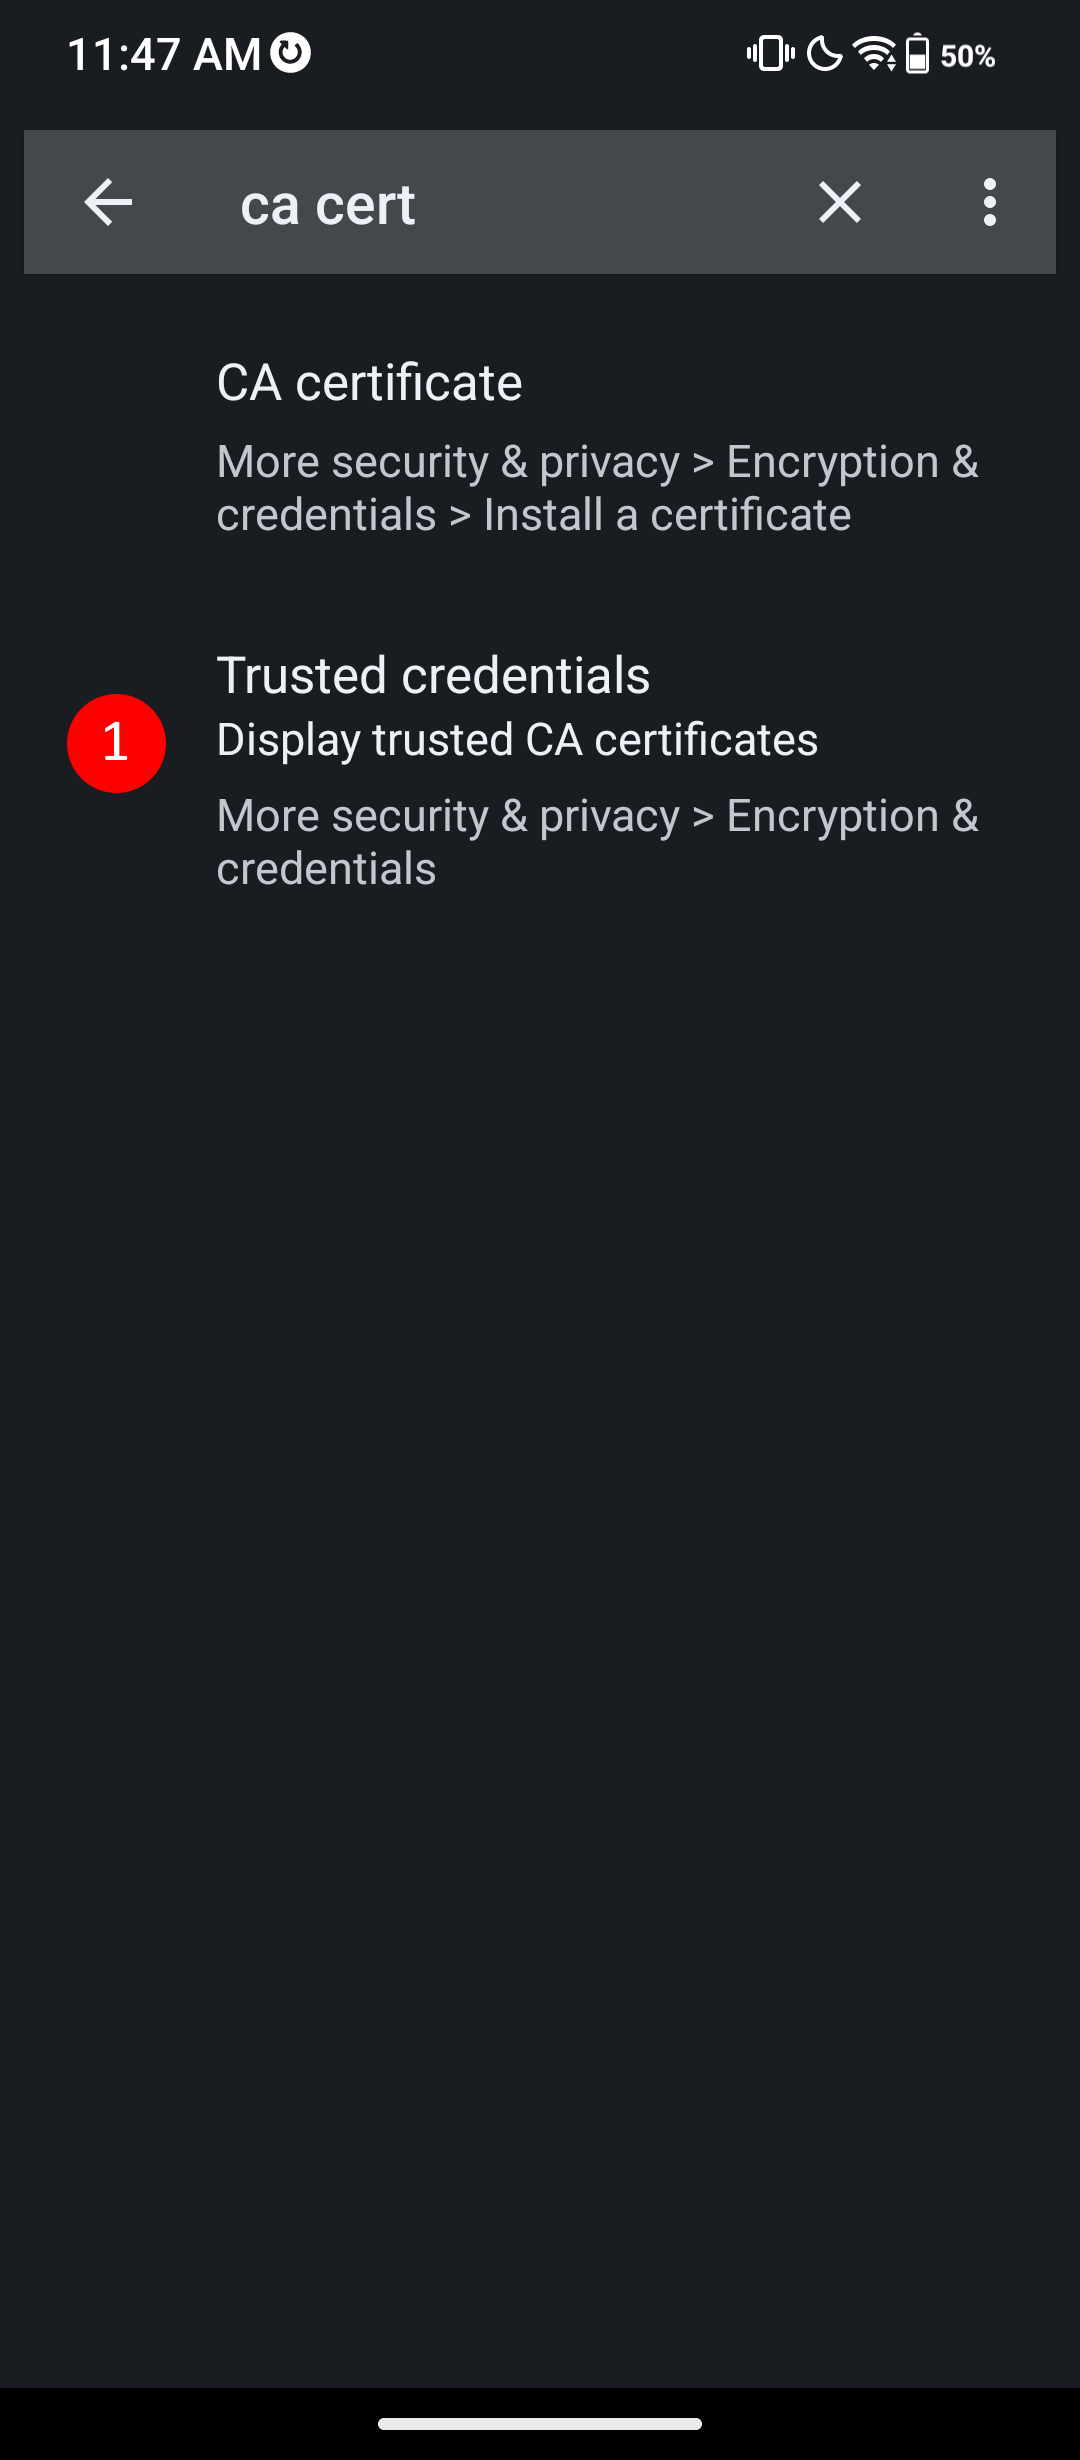 11:47 AM
50%
ca cert
CA certificate
More security & privacy > Encryption &
credentials > Install a certificate
Trusted credentials
1
Display trusted CA certificates
More security & privacy > Encryption &
credentials